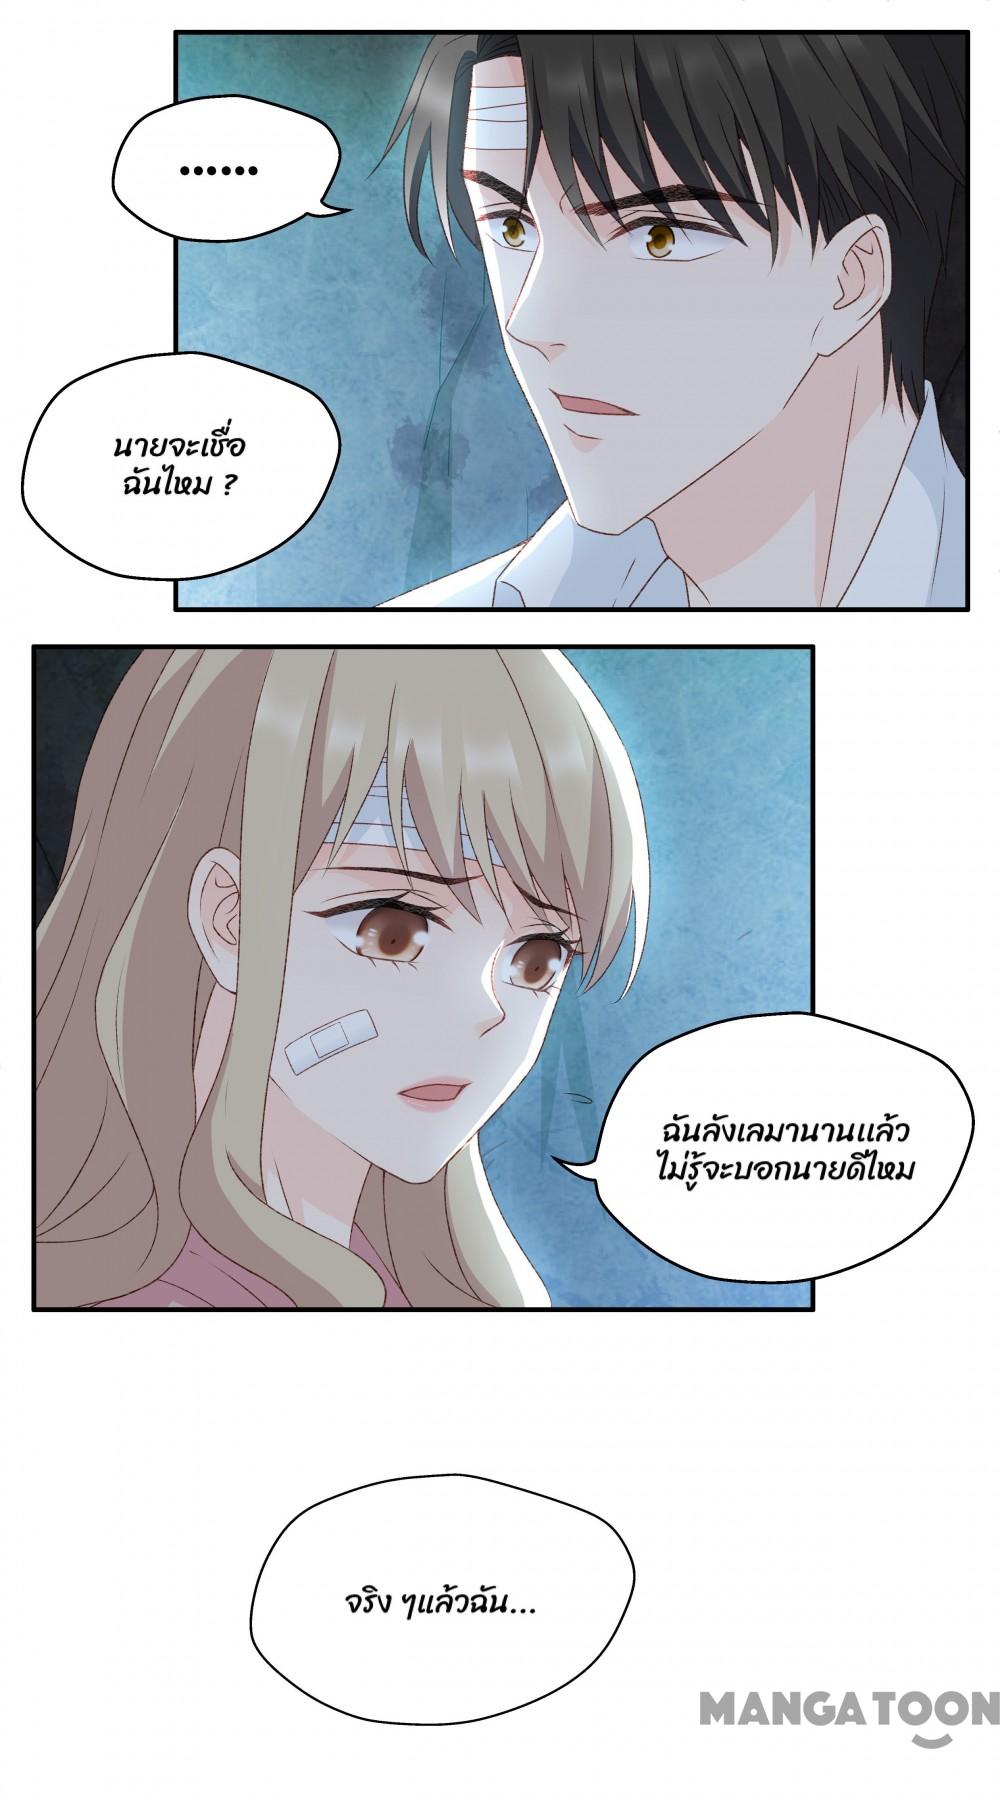 ......
นายจะเชื่อ
ฉันไหม ?
ฉันลังเลมานานแล้ว
ไม่รู้จะบอกนายดีไหม
จริง ๆแล้วฉัน...
MANGATOON